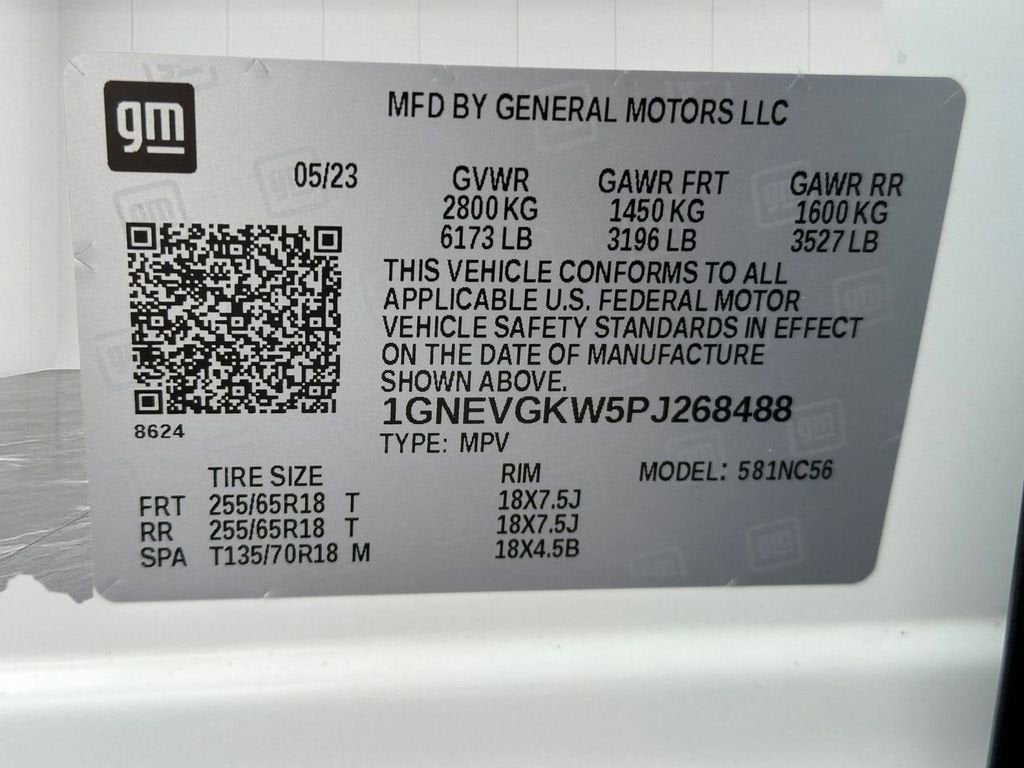 gm
MFD BY GENERAL MOTORS LLC
05/23 GVWR GAWR FRT GAWR RR
2800 KG 1450 KG 1600 KG
6173 LB 3196 LB 3527 LB
THIS VEHICLE CONFORMS TO ALL
APPLICABLE U.S. FEDERAL MOTOR
VEHICLE SAFETY STANDARDS IN EFFECT
ON THE DATE OF MANUFACTURE
SHOWN ABOVE.
1GNEVGKW5PJ268488
8624
TYPE: MPV
TIRE SIZE RIM MODEL: 581NC56
FRT 255/65R18 T 18X7.5J
RR 255/65R18 T 18X7.5J
SPA T135/70R18 M 18X4.5B